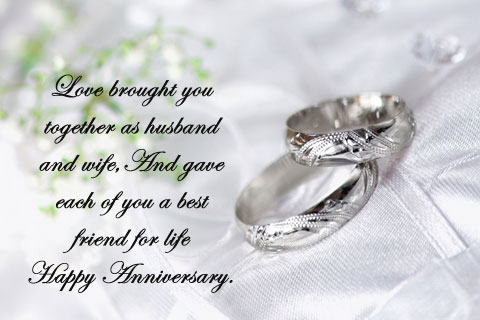 Love brought you
together as husband
and wife, And gave
each of you a best
friend for life
Happy Anniversary.